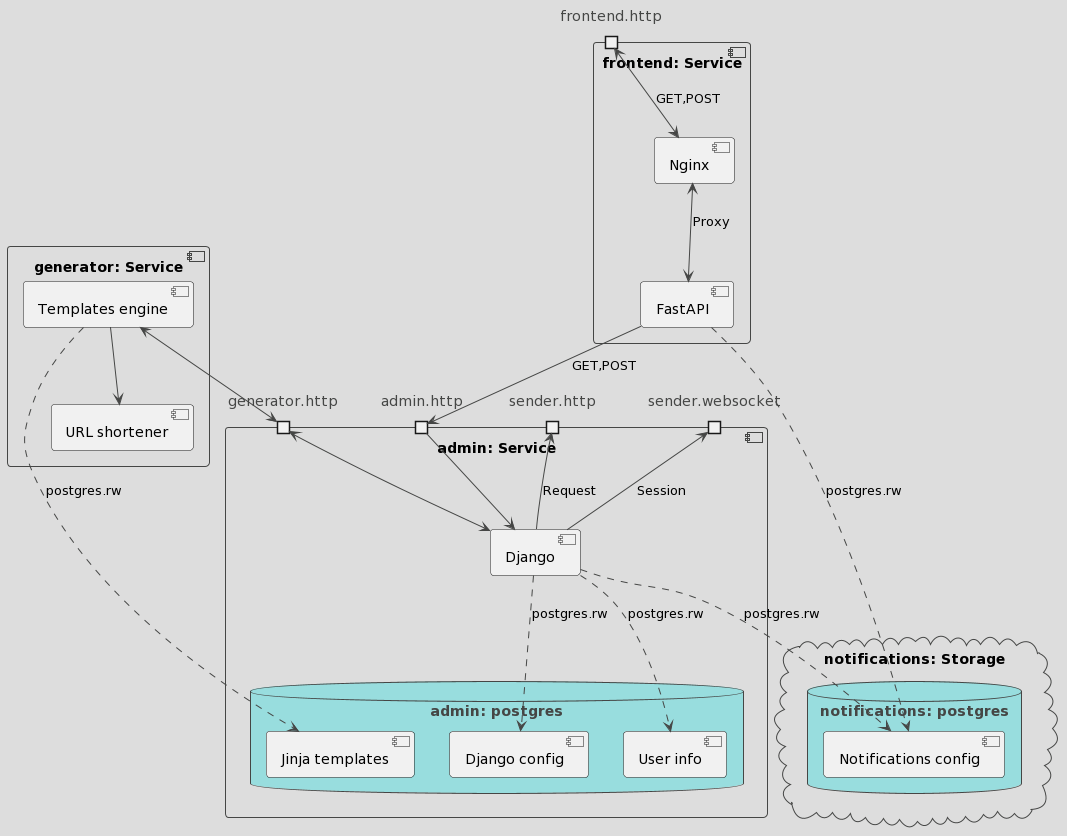 frontend.http
frontend: Service
GET,POST
Nginx
Proxy
generator: Service
Templates engine
FastAPI
GET,POST
generator.http
admin.http
sender.http
sender.websocket
URL shortener
admin: Service
postgres.rw
Request
Session
postgres.rw
Django
postgres.rw
postgres.rw
postgres.rw
notifications: Storage
admin: postgres
notifications: postgres
Jinja templates
Django config
User info
Notifications config